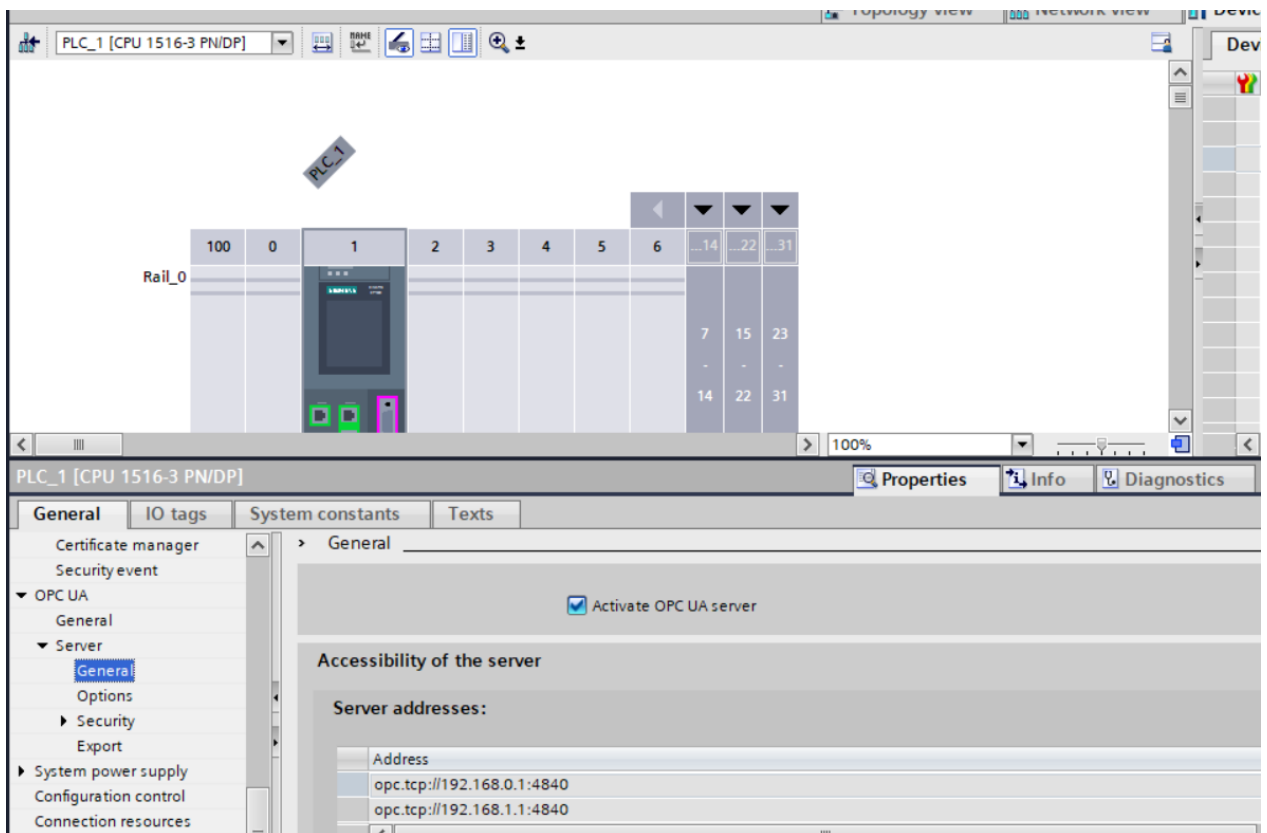 Topology view Network view Devic
PLC_1 [CPU 1516-3 PN/DP] NAME
Dev
PLC_1
100 0 1 2 3 4 5 6 ...14 ...22 ...31
Rail_0
SIEMENS
7 15 23
- - -
14 22 31
100%
PLC_1 [CPU 1516-3 PN/DP] Properties Info Diagnostics
General IO tags System constants Texts
Certificate manager
General
Security event
OPC UA
Activate OPC UA server
General
Server
Accessibility of the server
General
Options
Server addresses:
Security
Export
Address
System power supply
opc.tcp://192.168.0.1:4840
Configuration control
opc.tcp://192.168.1.1:4840
Connection resources